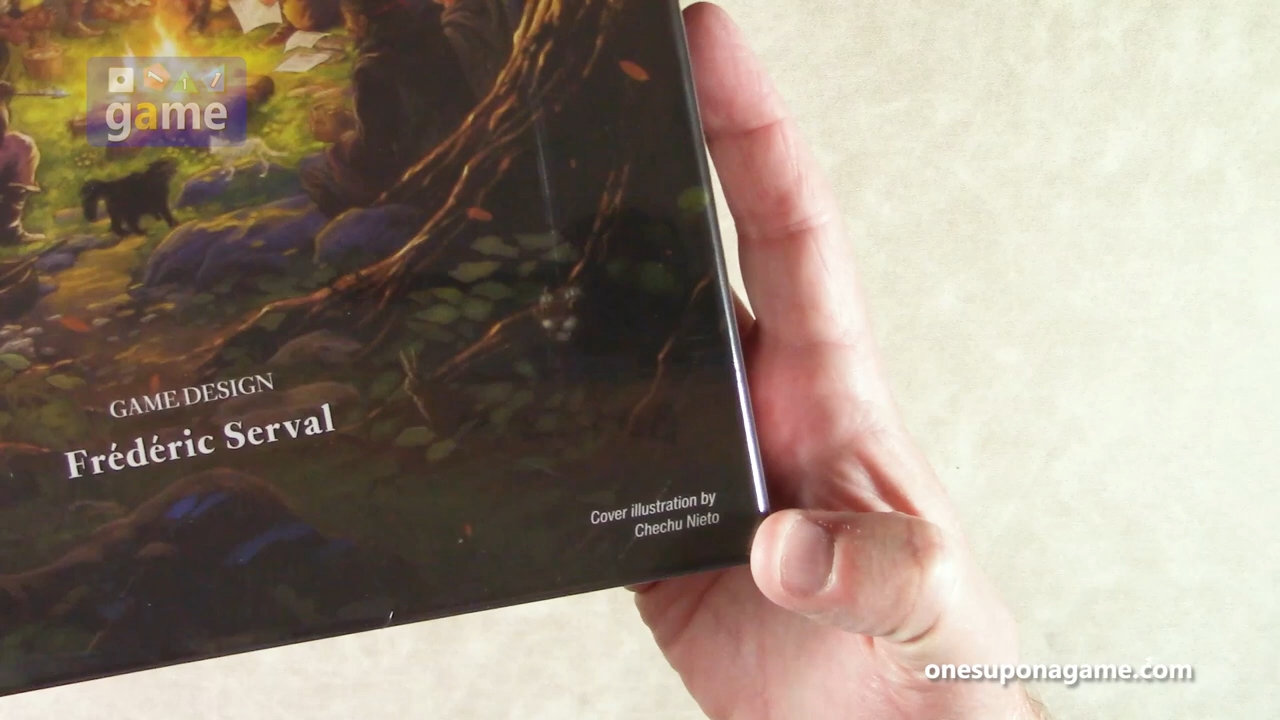 game
GAME DESIGN
Frédéric Serval
Cover illustration by
Chechu Nieto
onesuponagame.com